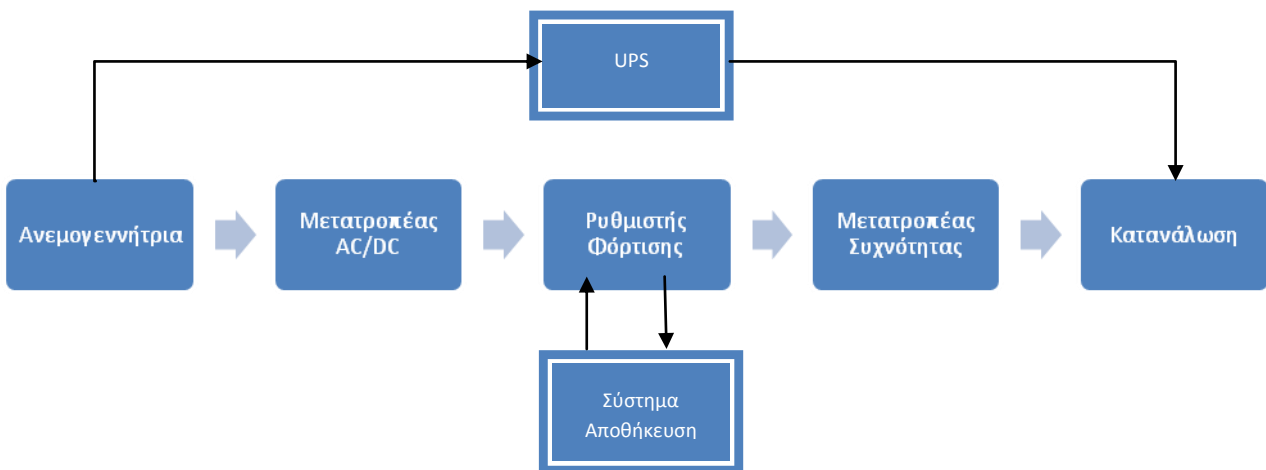 UPS
Ανεμογεννήτρια
Μετατροπέας
AC/DC
Ρυθμιστής
Φόρτισης
Μετατροπέας
Συχνότητας
Κατανάλωση
Σύστημα
Αποθήκευση